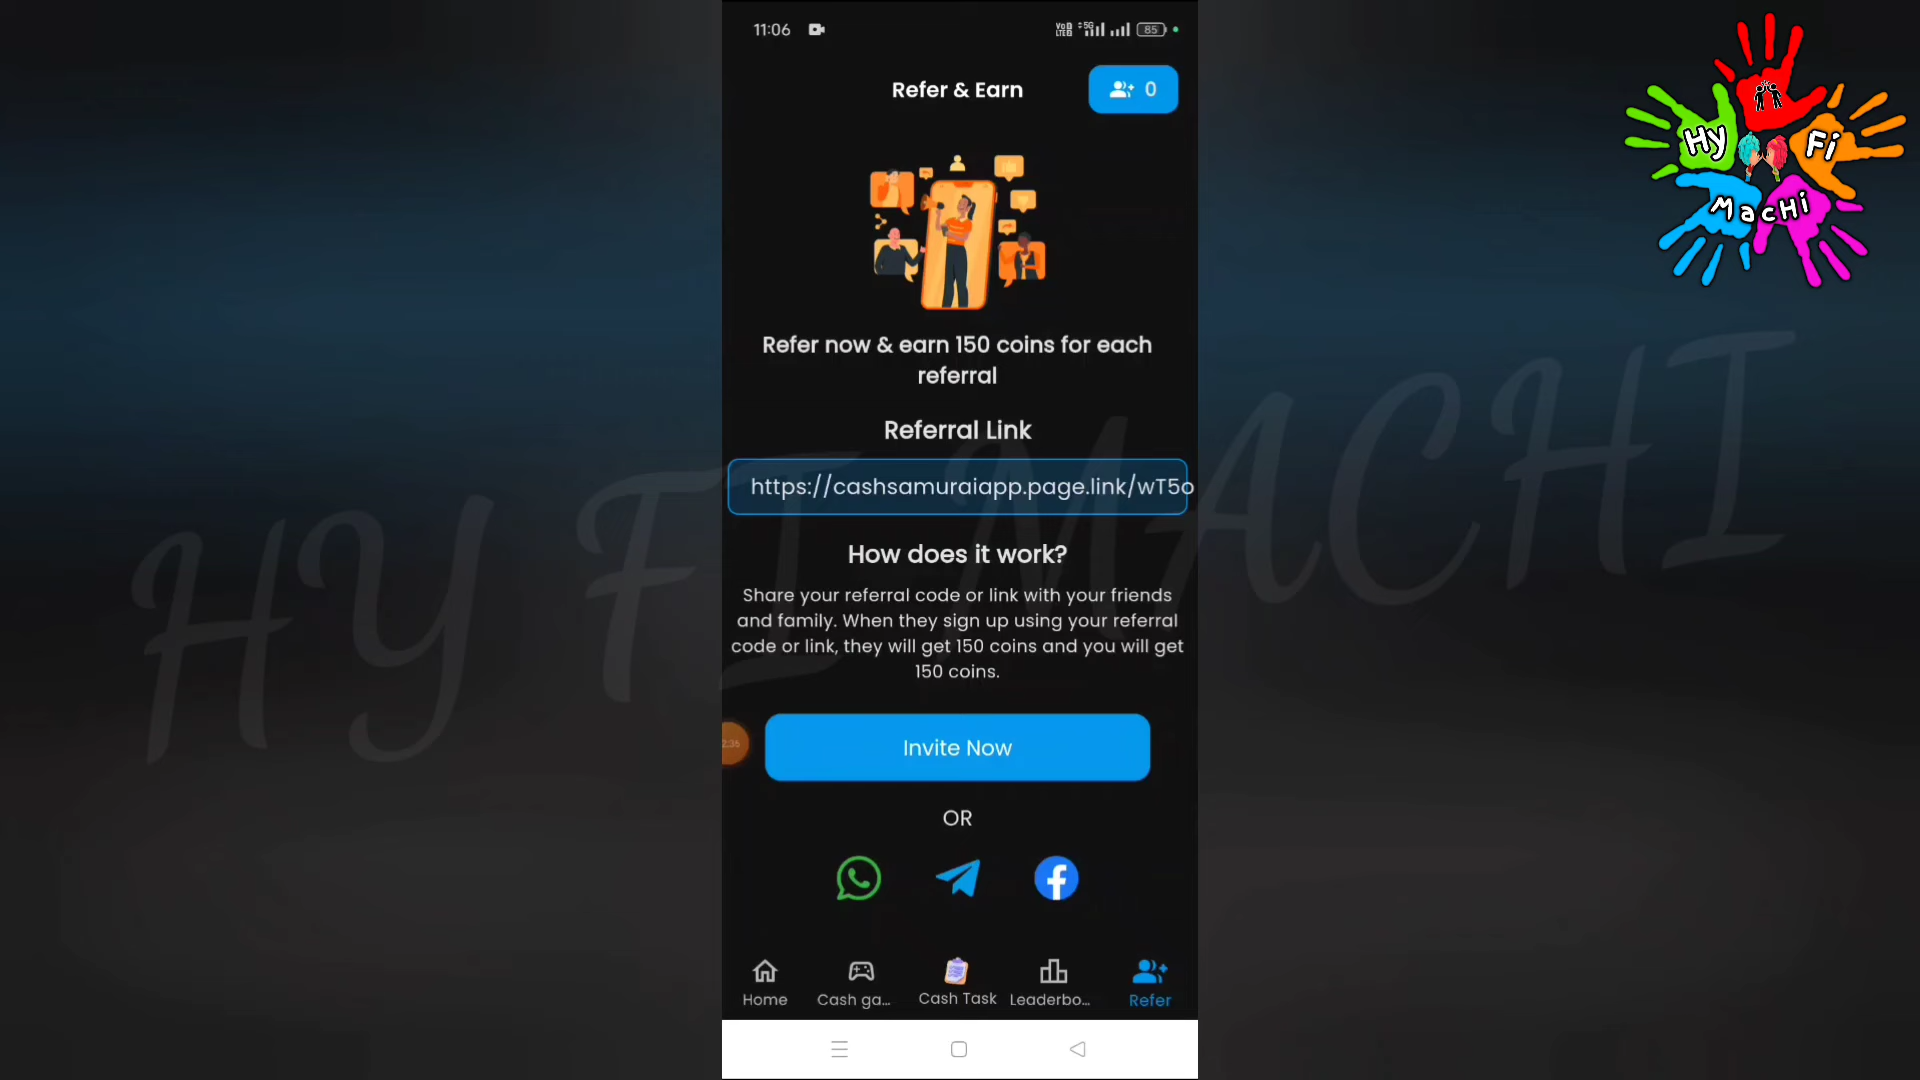 11:06
85
Refer & Earn
0
Refer now & earn 150 coins for each
referral
Referral Link
https://cashsamuraiapp.page.link/wT5o
How does it work?
Share your referral code or link with your friends
and family. When they sign up using your referral
code or link, they will get 150 coins and you will get
150 coins.
Invite Now
OR
Home
Cash ga...
Cash Task
Leaderbo...
Refer
Hy Fi
MacHi
HY FI MACHI